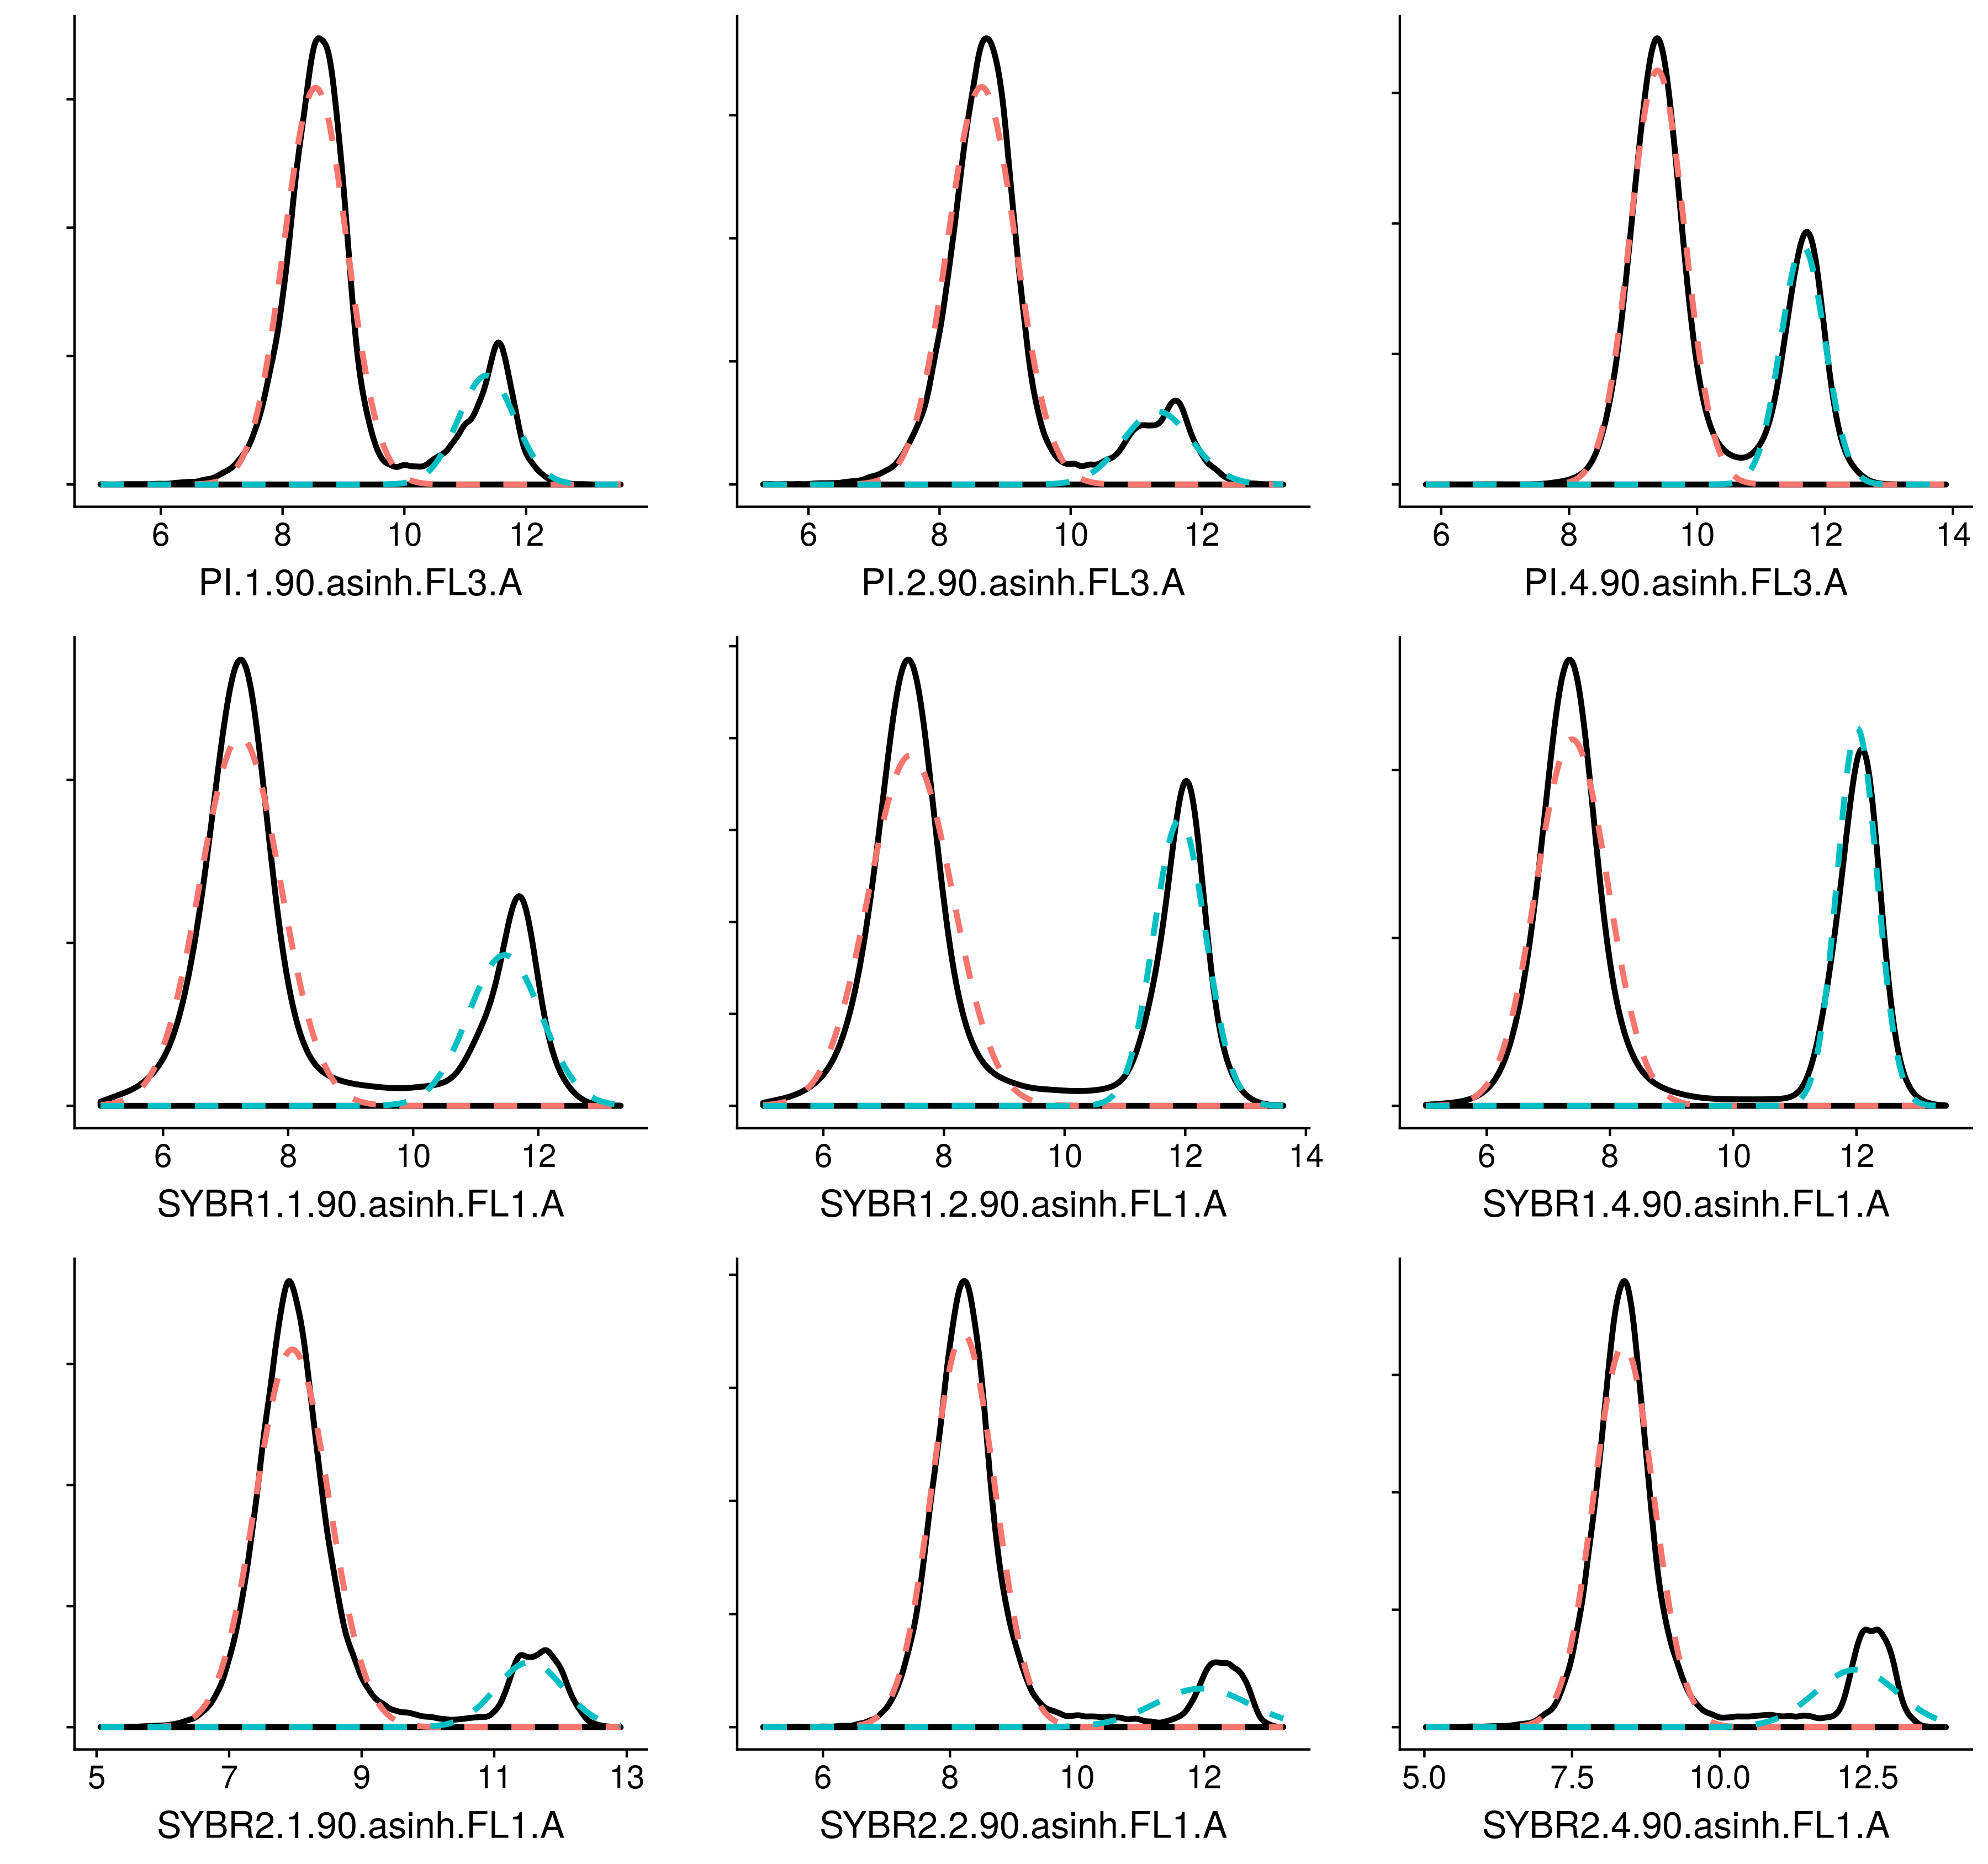 6 8 10 12
PI.1.90.asinh.FL3.A
6 8 10 12
PI.2.90.asinh.FL3.A
6 8 10 12 14
PI.4.90.asinh.FL3.A
6 8 10 12
SYBR1.1.90.asinh.FL1.A
6 8 10 12 14
SYBR1.2.90.asinh.FL1.A
6 8 10 12
SYBR1.4.90.asinh.FL1.A
5 7 9 11 13
SYBR2.1.90.asinh.FL1.A
6 8 10 12
SYBR2.2.90.asinh.FL1.A
5.0 7.5 10.0 12.5
SYBR2.4.90.asinh.FL1.A